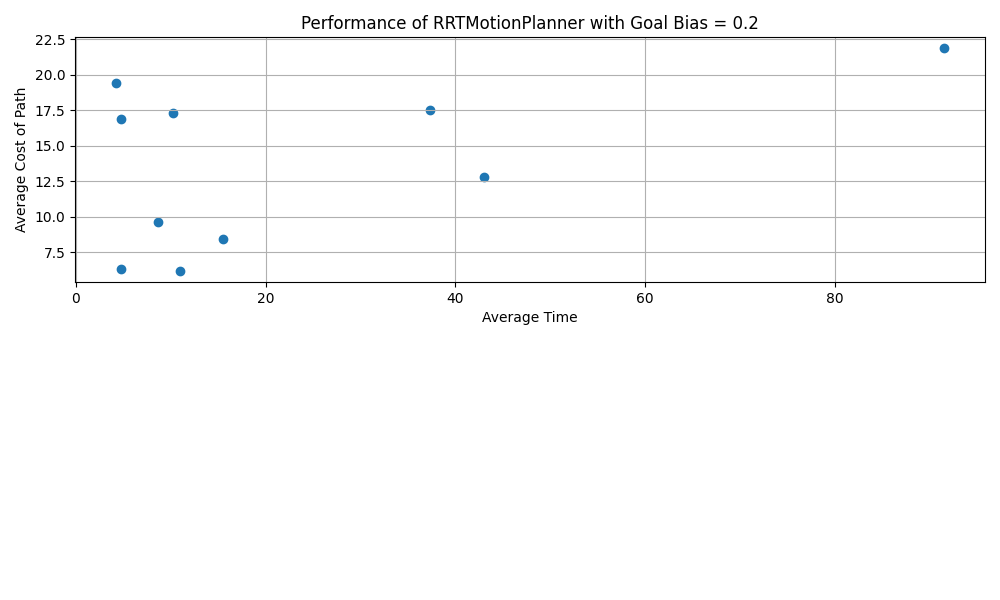 Performance of RRTMotionPlanner with Goal Bias = 0.2
22.5
20.0
17.5
15.0
12.5
10.0
7.5
Average Cost of Path
0 20 40 60 80
Average Time